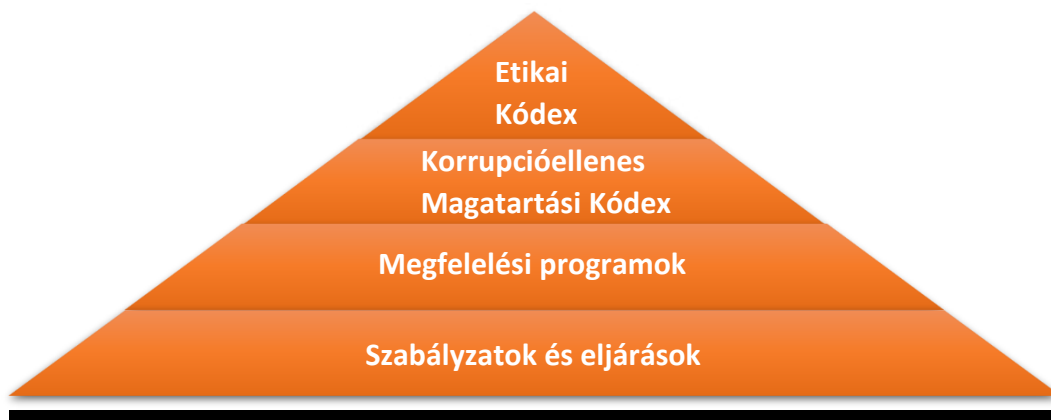 Etikai
Kódex
Korrupcióellenes
Magatartási Kódex
Megfelelési programok
Szabályzatok és eljárások